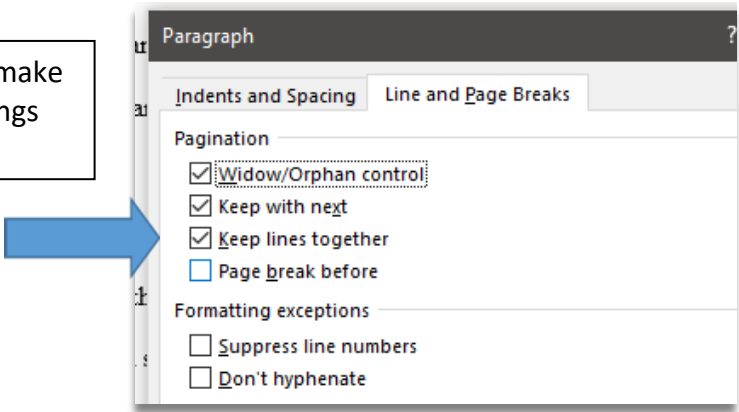 make
ngs
Paragraph ?
Indents and Spacing Line and Page Breaks
Pagination
Widow/Orphan control
Keep with next
Keep lines together
Page break before
Formatting exceptions
Suppress line numbers
Don't hyphenate